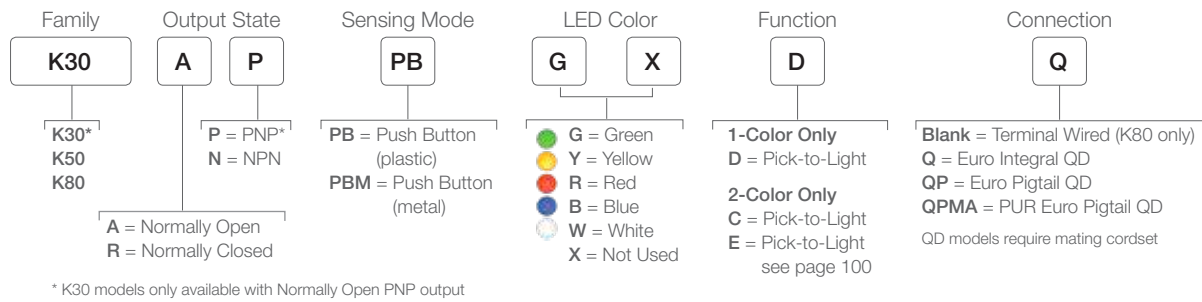 Family Output State Sensing Mode LED Color Function Connection
K30 A P PB G X D Q
K30*
K50
K80
P = PNP*
N = NPN
A = Normally Open
R = Normally Closed
PB = Push Button
(plastic)
PBM = Push Button
(metal)
G = Green
Y = Yellow
R = Red
B = Blue
W = White
X = Not Used
1-Color Only
D = Pick-to-Light
2-Color Only
C = Pick-to-Light
E = Pick-to-Light
see page 100
Blank = Terminal Wired (K80 only)
Q = Euro Integral QD
QP = Euro Pigtail QD
QPMA = PUR Euro Pigtail QD
QD models require mating cordset
* K30 models only available with Normally Open PNP output